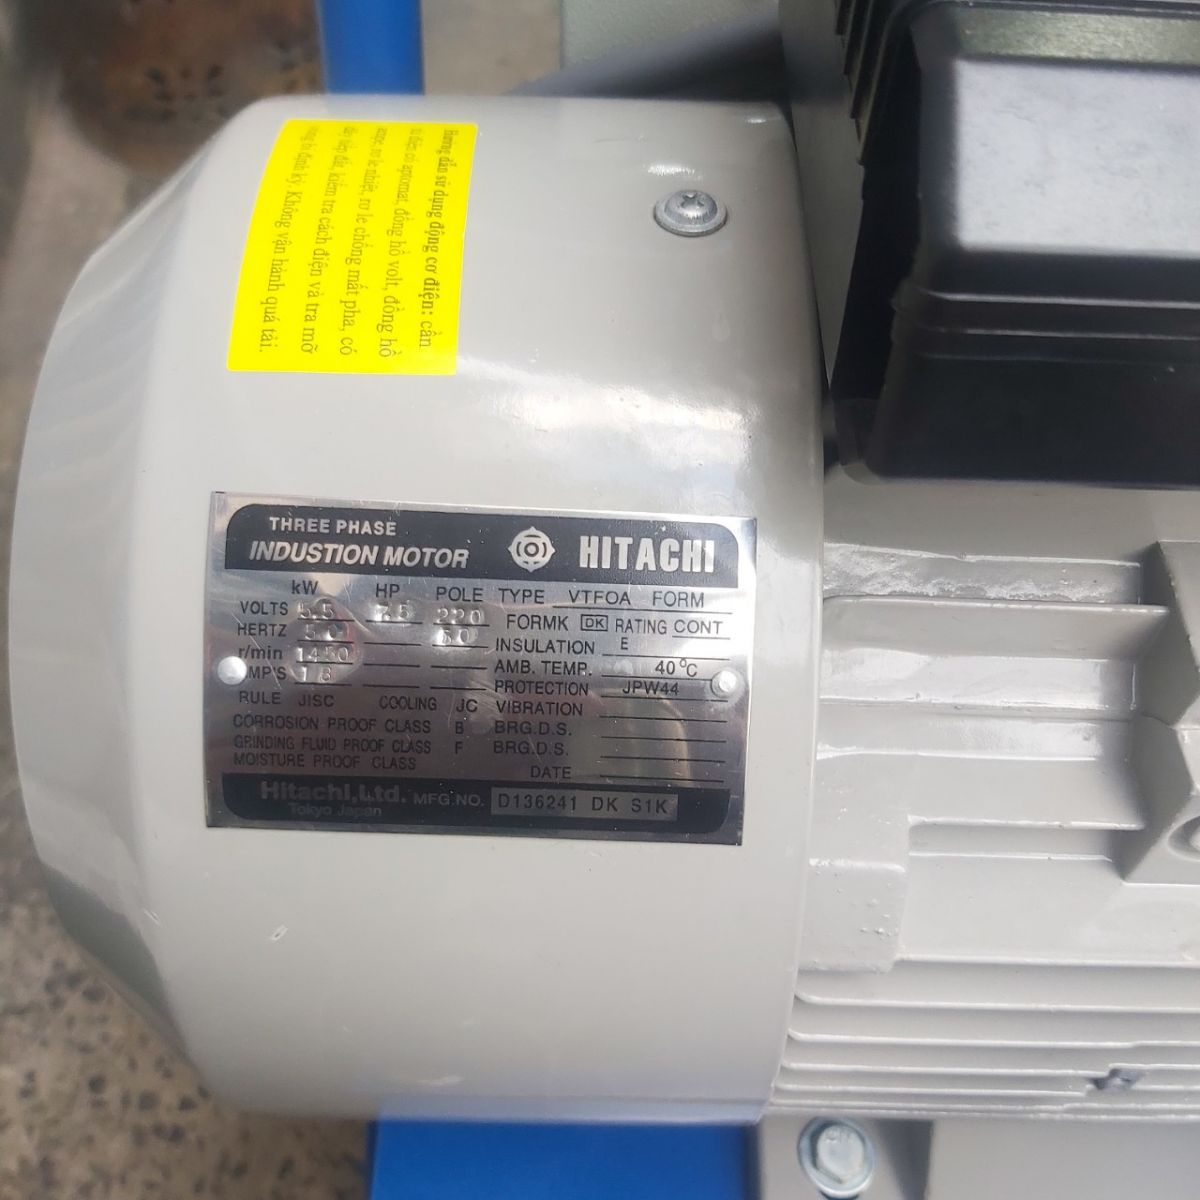 Hướng dẫn sử dụng động cơ điện: cần
tủ điện có aptomat, đồng hồ volt, đồng hồ
ampe, rơ le nhiệt, rơ le chống mất pha, có
dây tiếp đất, kiểm tra cách điện và tra mỡ
vòng bi định kỳ. Không vận hành quá tải.
THREE PHASE
INDUSTION MOTOR HITACHI
kW HP POLE TYPE VTFOA FORM
VOLTS 5.5 7.5 220 FORMK DK RATING CONT
HERTZ 50 INSULATION E
r/min 1450 AMB. TEMP. 40°C
AMP'S 18 PROTECTION JPW44
RULE JISC COOLING JC VIBRATION
CORROSION PROOF CLASS B BRG.D.S.
GRINDING FLUID PROOF CLASS F BRG.D.S.
MOISTURE PROOF CLASS DATE
Hitachi,Ltd. MFG.NO. D136241 DK S1K
Tokyo Japan